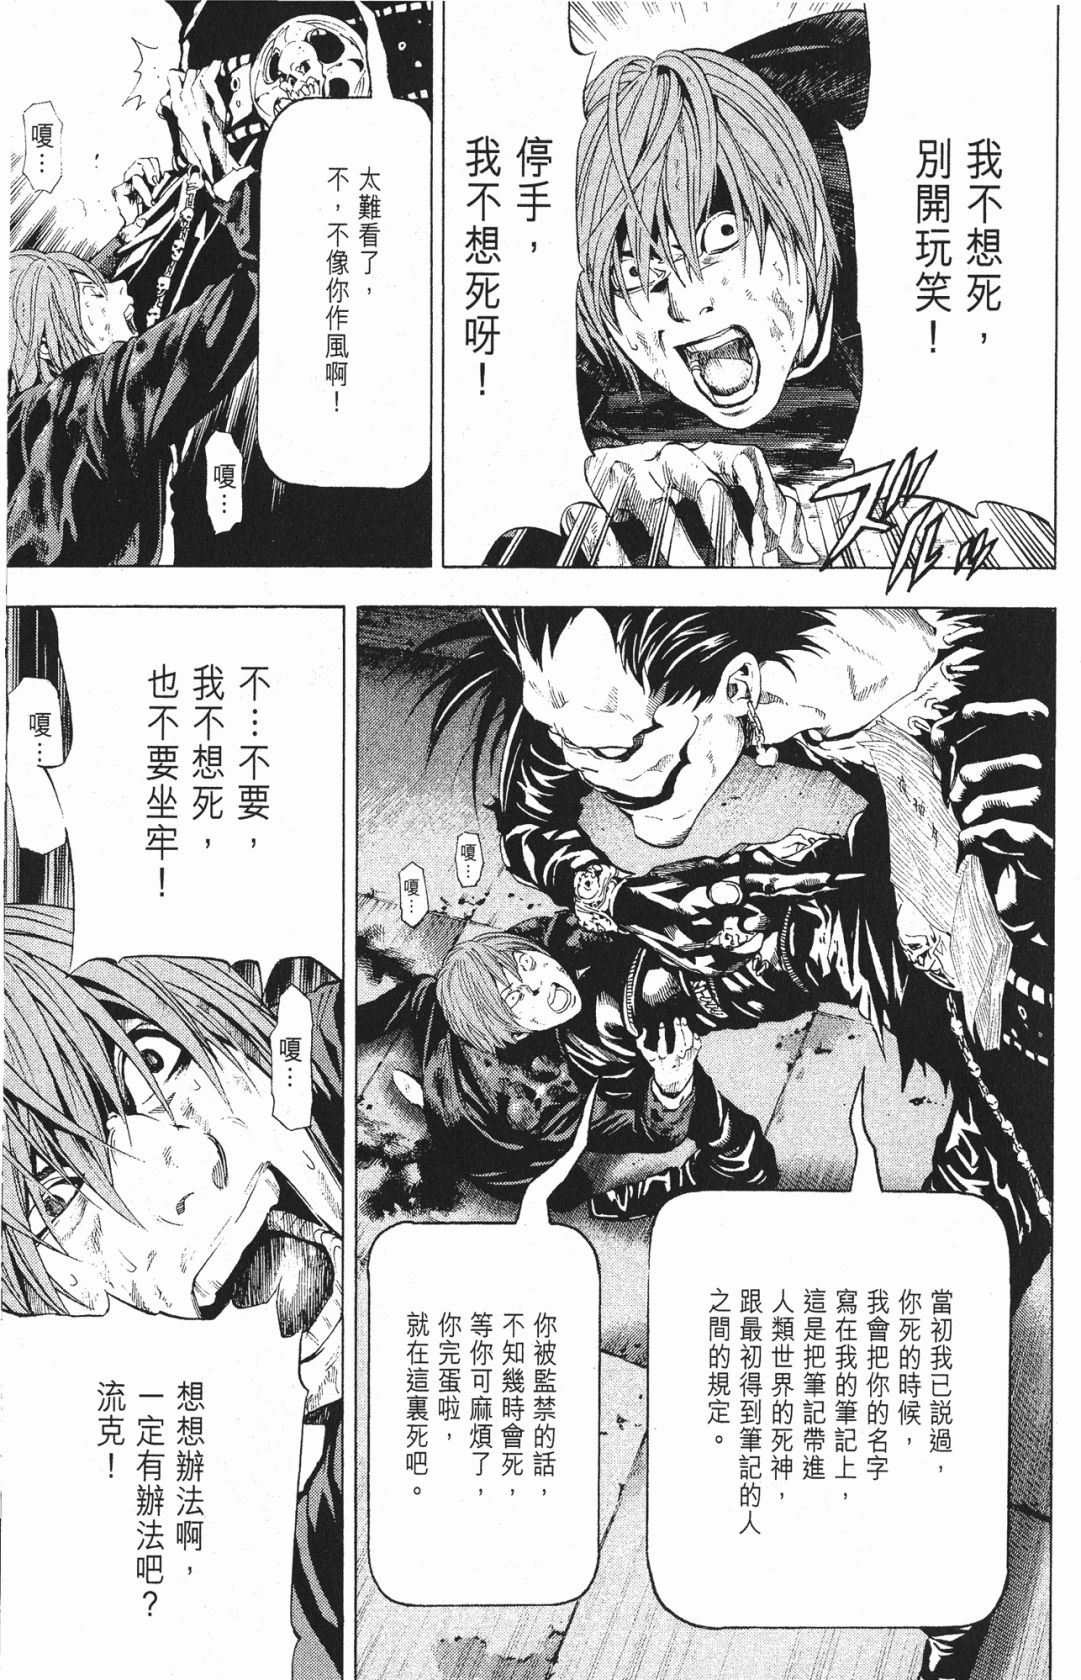 我不想死，
別開玩笑！
停手，
我不想死呀！
ズルッ
太難看了，
不，不像你作風啊！
嗄…
嗄…
嗄…
嗄…
當初我已說過，
你死的時候，
我會把你的名字
寫在我的筆記上，
這是把筆記帶進
人類世界的死神，
跟最初得到筆記的人
之間的規定。
你被監禁的話，
不知幾時會死，
等你可麻煩了，
你完蛋啦，
就在這裏死吧。
不…不要，
我不想死，
也不要坐牢！
嗄…
嗄…
想想辦法啊，
一定有辦法吧？
流克！